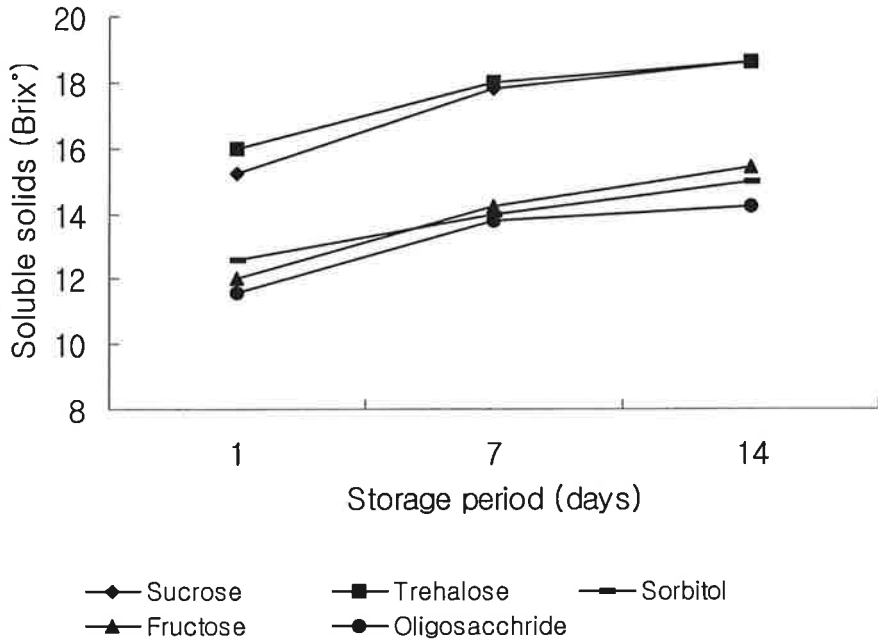 Soluble solids (Brix°)
20
18
16
14
12
10
8
1 7 14
Storage period (days)
Sucrose Trehalose Sorbitol
Fructose Oligosacchride